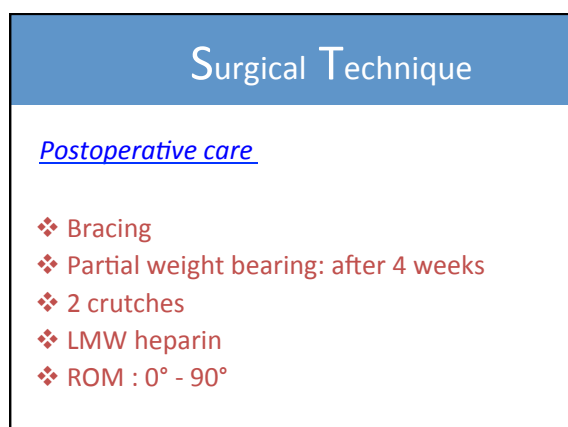 Surgical Technique
Postoperative care
❖ Bracing
❖ Partial weight bearing: after 4 weeks
❖ 2 crutches
❖ LMW heparin
❖ ROM : 0° - 90°